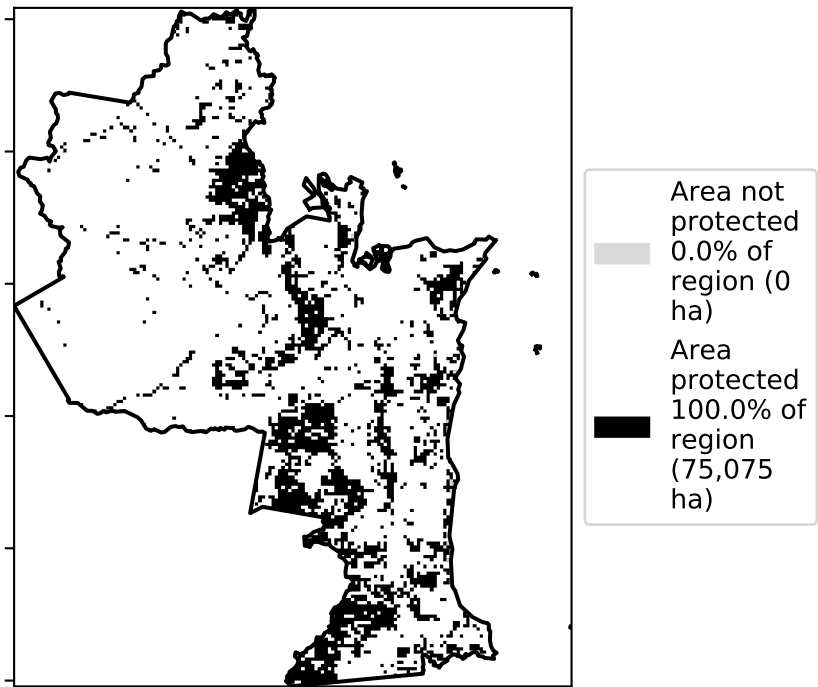 Area not
protected
0.0% of
region (0
ha)
Area
protected
100.0% of
region
(75,075
ha)